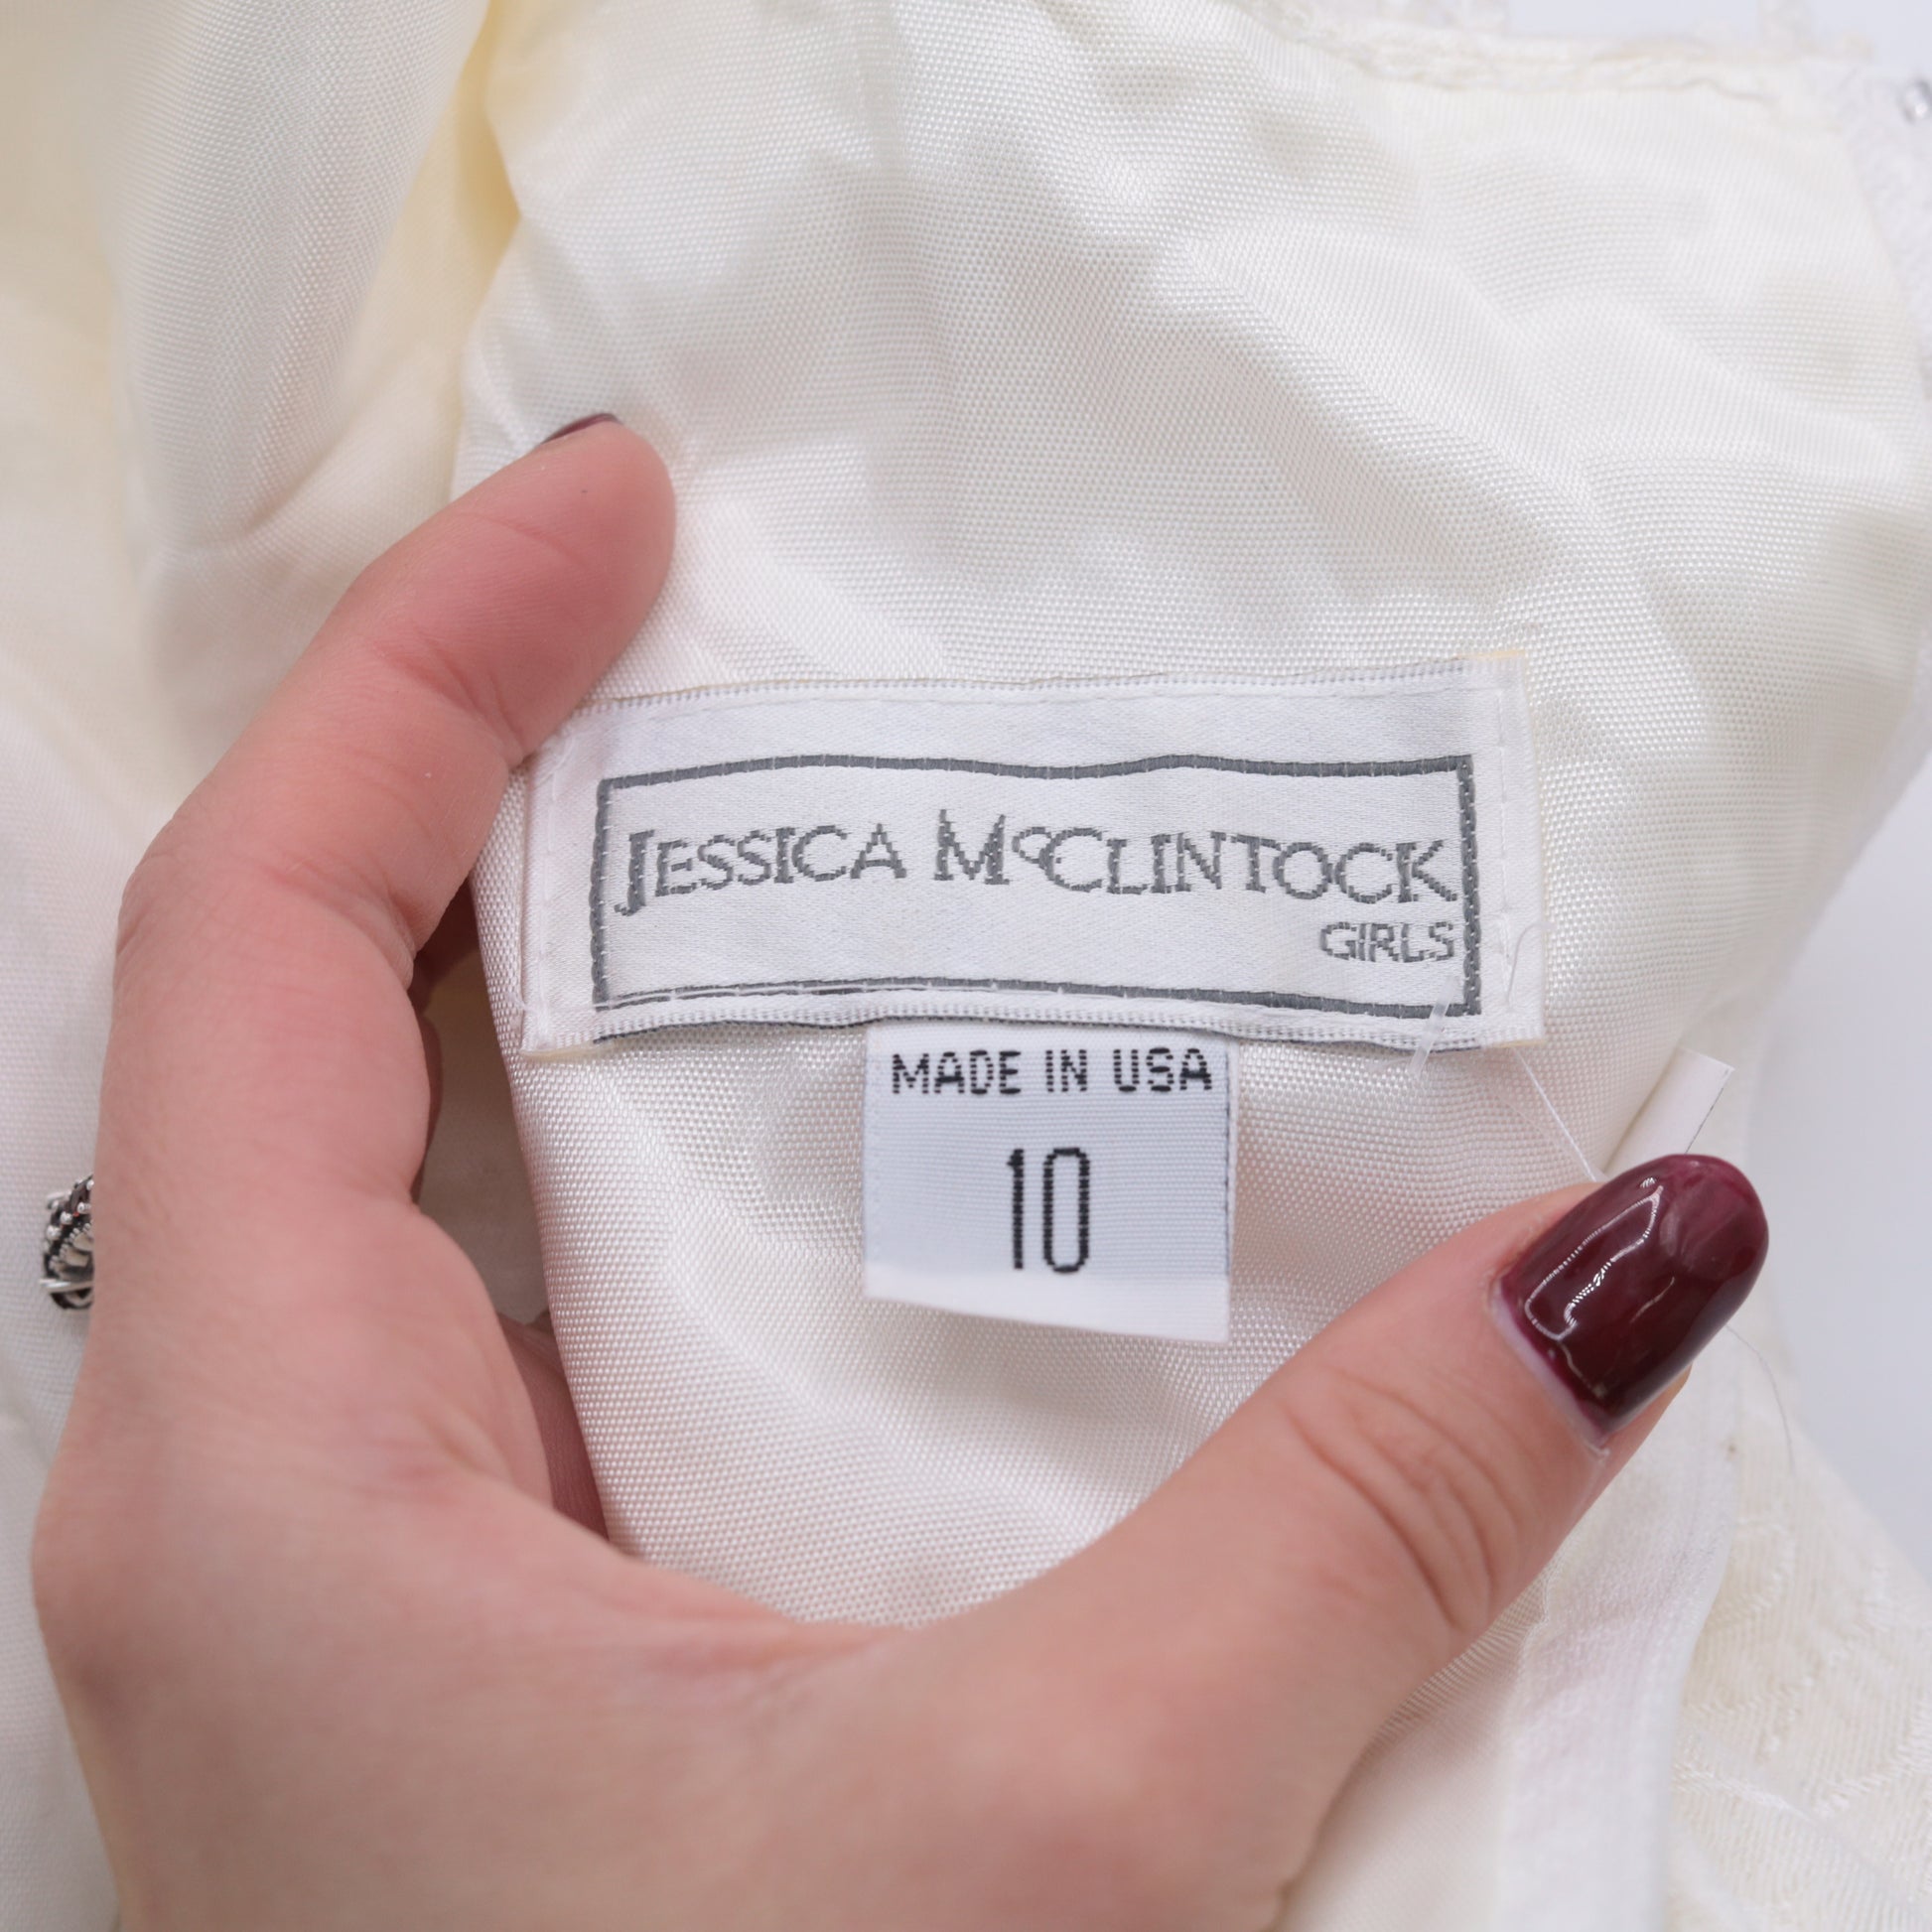 JESSICA McCLINTOCK
GIRLS
MADE IN USA
10